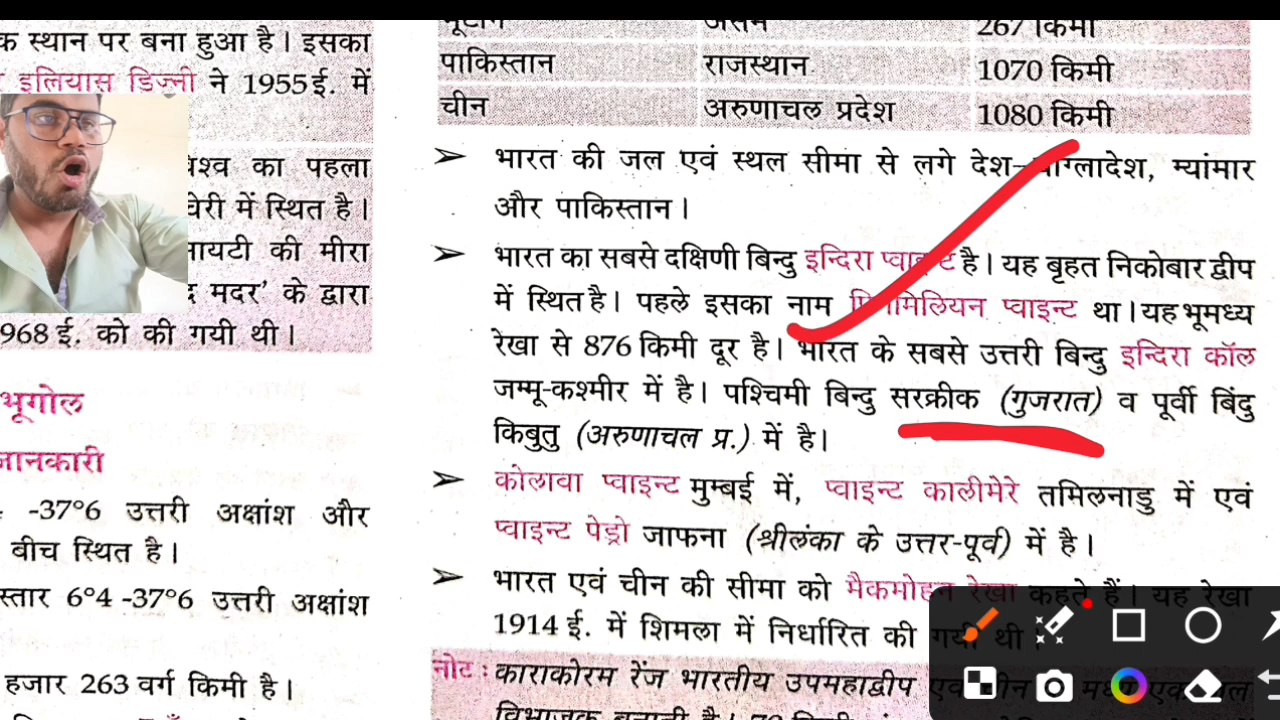 क स्थान पर बना हुआ है। इसका
इलियास डिज्नी ने 1955ई. में
का पहला
में स्थित है।
की मीरा
मदर’ के द्वारा
968 ई. को की गयी थी।
भूगोल
-37°6 उत्तरी अक्षांश और
बीच स्थित है।
6°4 -37°6 उत्तरी अक्षांश
हजार 263 वर्ग किमी है।
असम 267 किमी
पाकिस्तान राजस्थान 1070 किमी
चीन अरुणाचल प्रदेश 1080 किमी
➢ भारत की जल एवं स्थल सीमा से लगे देश– म्यांमार
और पाकिस्तान।
➢ भारत का सबसे दक्षिणी बिन्दु इन्दिरा प्वाइन्ट है। यह बृहत निकोबार द्वीप
में स्थित है। पहले इसका नाम प्वाइन्ट था। यह भूमध्य
रेखा से 876 किमी दूर है। भारत के सबसे उत्तरी बिन्दु इन्दिरा कॉल
जम्मू-कश्मीर में है। पश्चिमी बिन्दु सरक्रीक (गुजरात) व पूर्वी बिंदु
किबुतु (अरुणाचल प्र.) में है।
➢ कोलावा प्वाइन्ट मुम्बई में, प्वाइन्ट कालीमेरे तमिलनाडु में एवं
प्वाइन्ट पेड्रो जाफना (श्रीलंका के उत्तर-पूर्व) में है।
➢ भारत एवं चीन की सीमा को मैकमोहन रेखा कहते हैं। यह रेखा
1914 ई. में शिमला में निर्धारित की गयी थी।
नोट : काराकोरम रेंज भारतीय उपमहाद्वीप